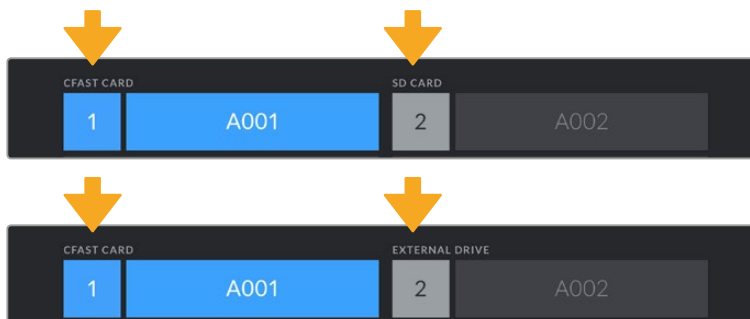 CFAST CARD SD CARD
1 A001 2 A002
CFAST CARD EXTERNAL DRIVE
1 A001 2 A002